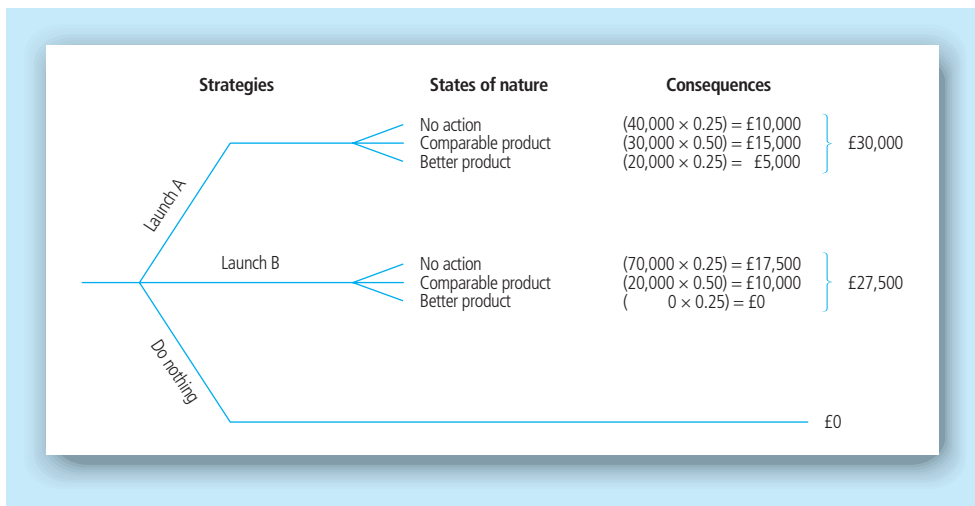 Strategies States of nature Consequences
No action (40,000 × 0.25) = £10,000
Comparable product (30,000 × 0.50) = £15,000 £30,000
Better product (20,000 × 0.25) = £5,000
Launch A
Launch B
No action (70,000 × 0.25) = £17,500
Comparable product (20,000 × 0.50) = £10,000 £27,500
Better product ( 0 × 0.25) = £0
Do nothing
£0